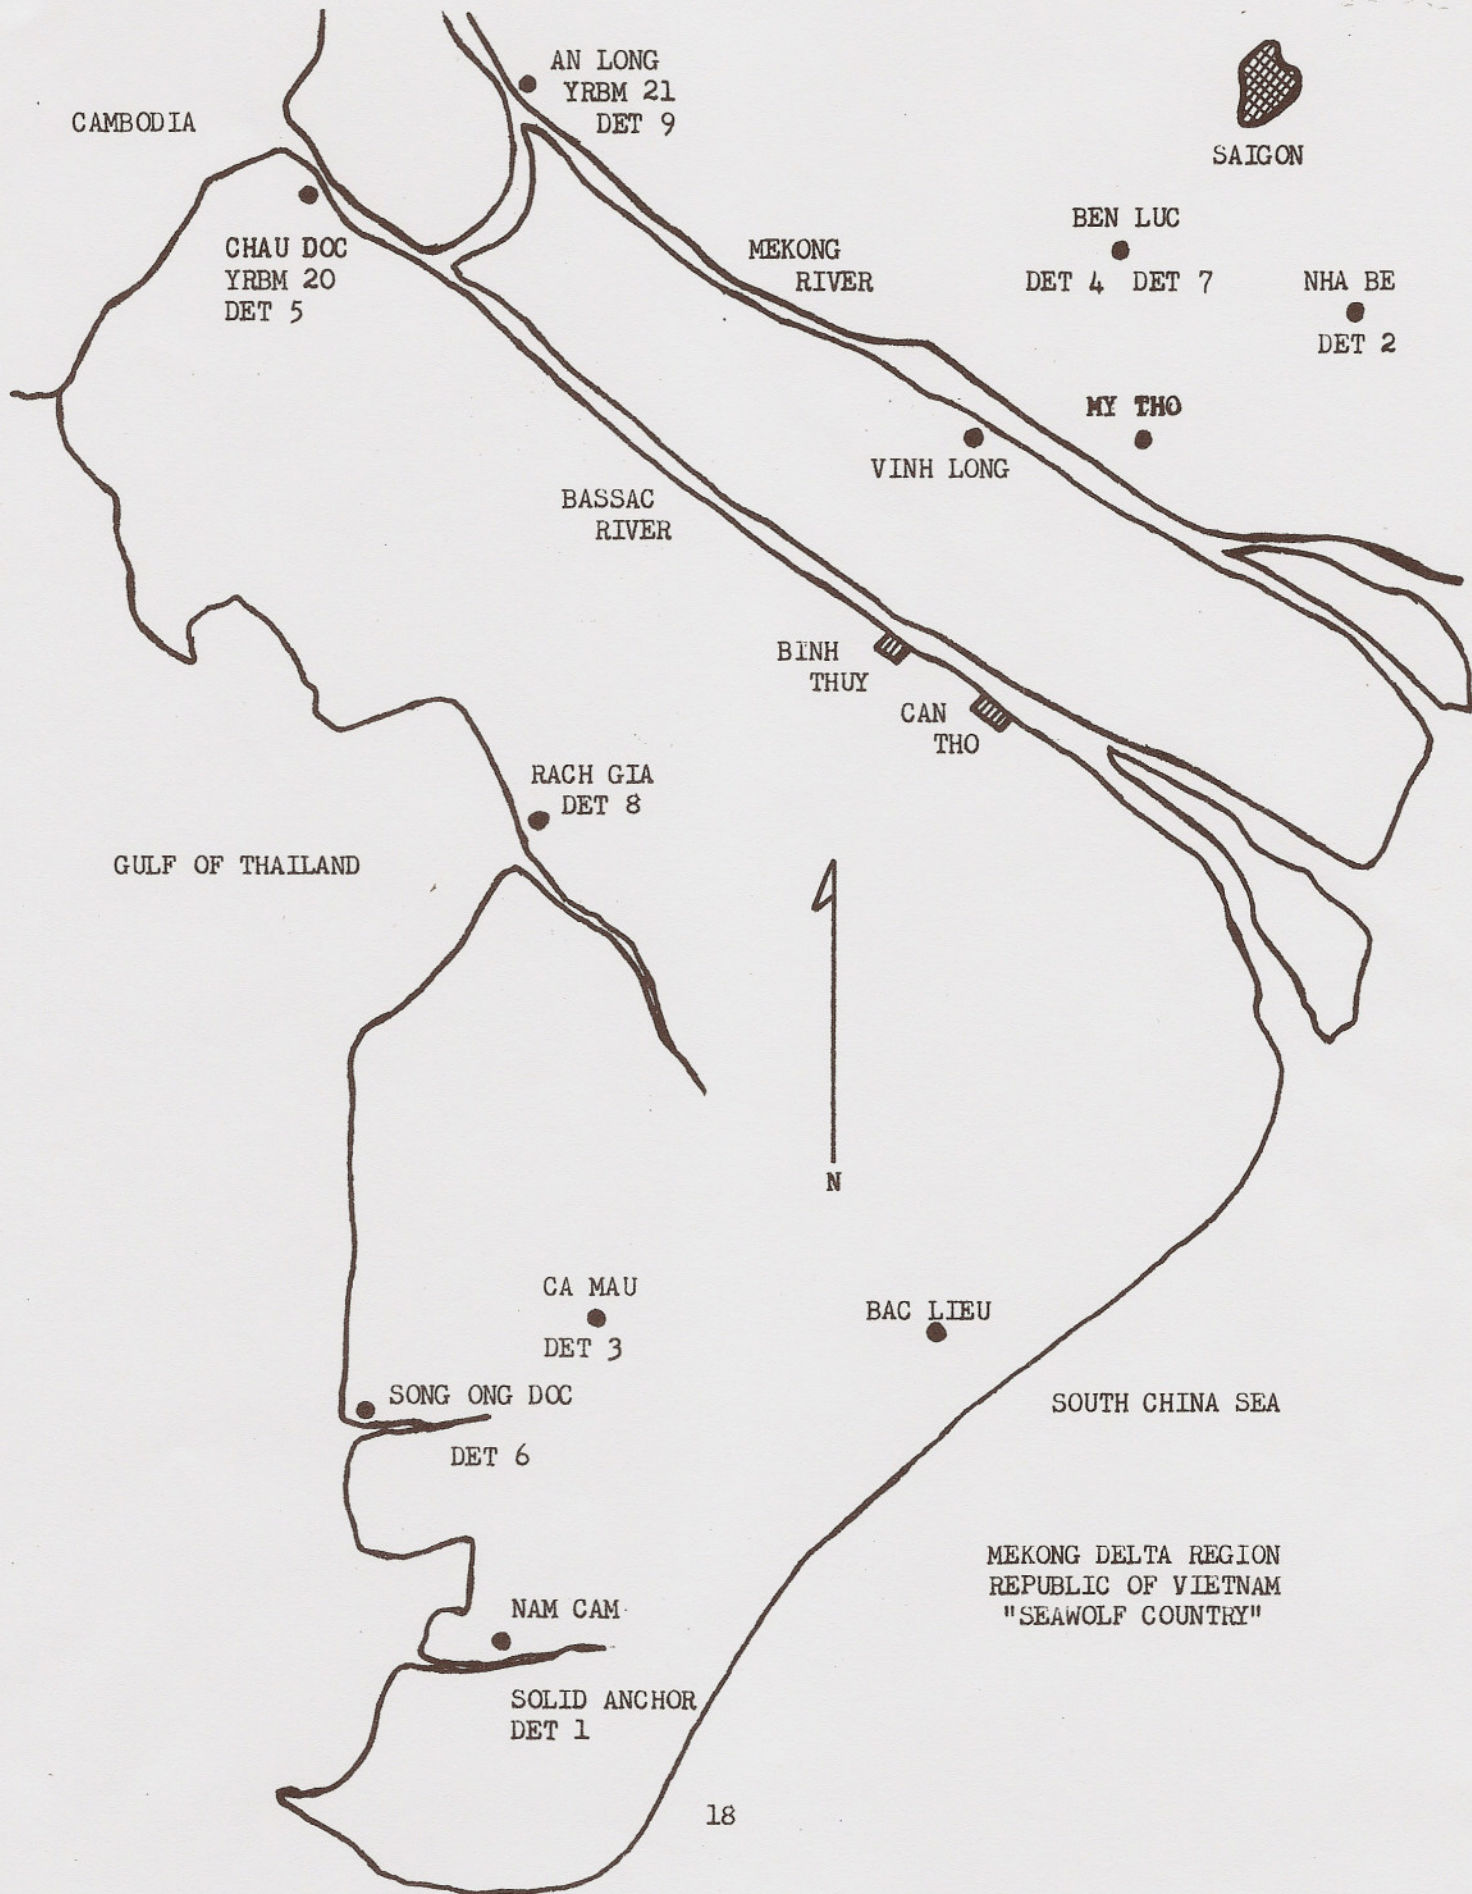 AN LONG
YRBM 21
DET 9
CAMBODIA
SAIGON
CHAU DOC
YRBM 20
DET 5
MEKONG
RIVER
BEN LUC
DET 4 DET 7
NHA BE
DET 2
MY THO
VINH LONG
BASSAC
RIVER
BINH
THUY
CAN
THO
RACH GIA
DET 8
GULF OF THAILAND
N
CA MAU
DET 3
BAC LIEU
SONG ONG DOC
DET 6
SOUTH CHINA SEA
MEKONG DELTA REGION
REPUBLIC OF VIETNAM
"SEAWOLF COUNTRY"
NAM CAM
SOLID ANCHOR
DET 1
18